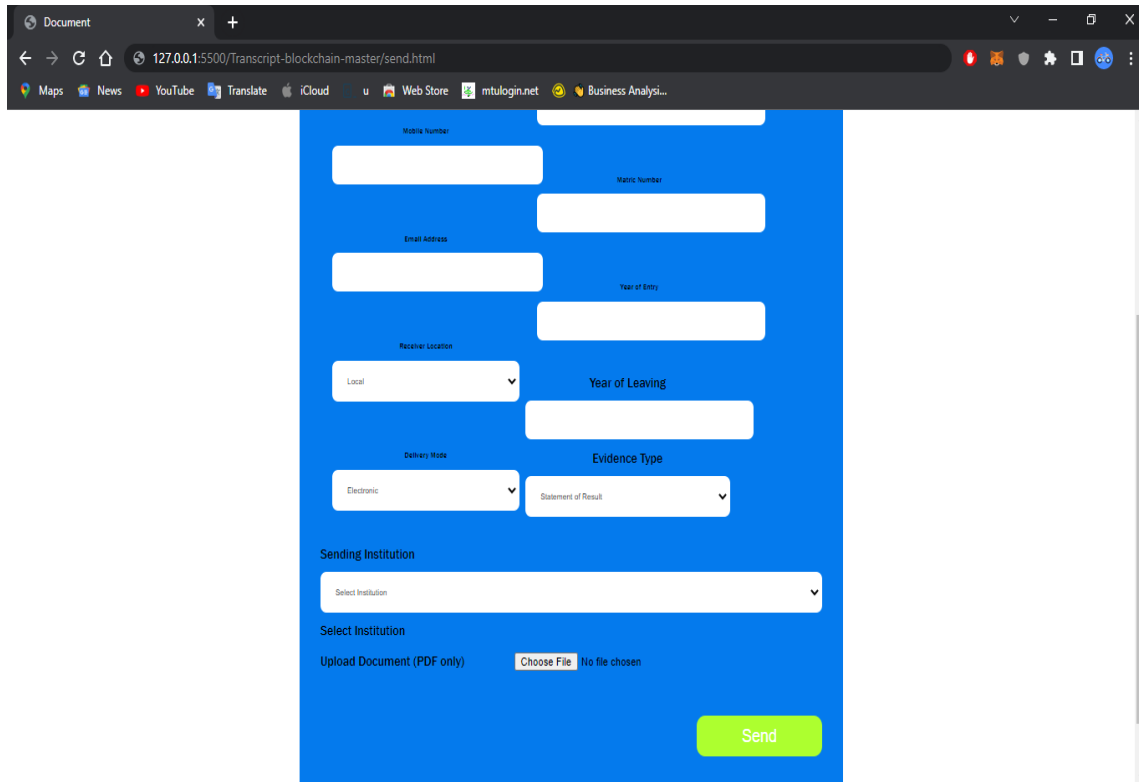 Document
127.0.0.1:5500/Transcript-blockchain-master/send.html
Maps News YouTube Translate iCloud u Web Store mtulogin.net Business Analysi...
Mobile Number
Matric Number
Email Address
Year of Entry
Receiver Location
Local
Year of Leaving
Delivery Mode
Evidence Type
Electronic
Statement of Result
Sending Institution
Select Institution
Select Institution
Upload Document (PDF only) Choose File No file chosen
Send